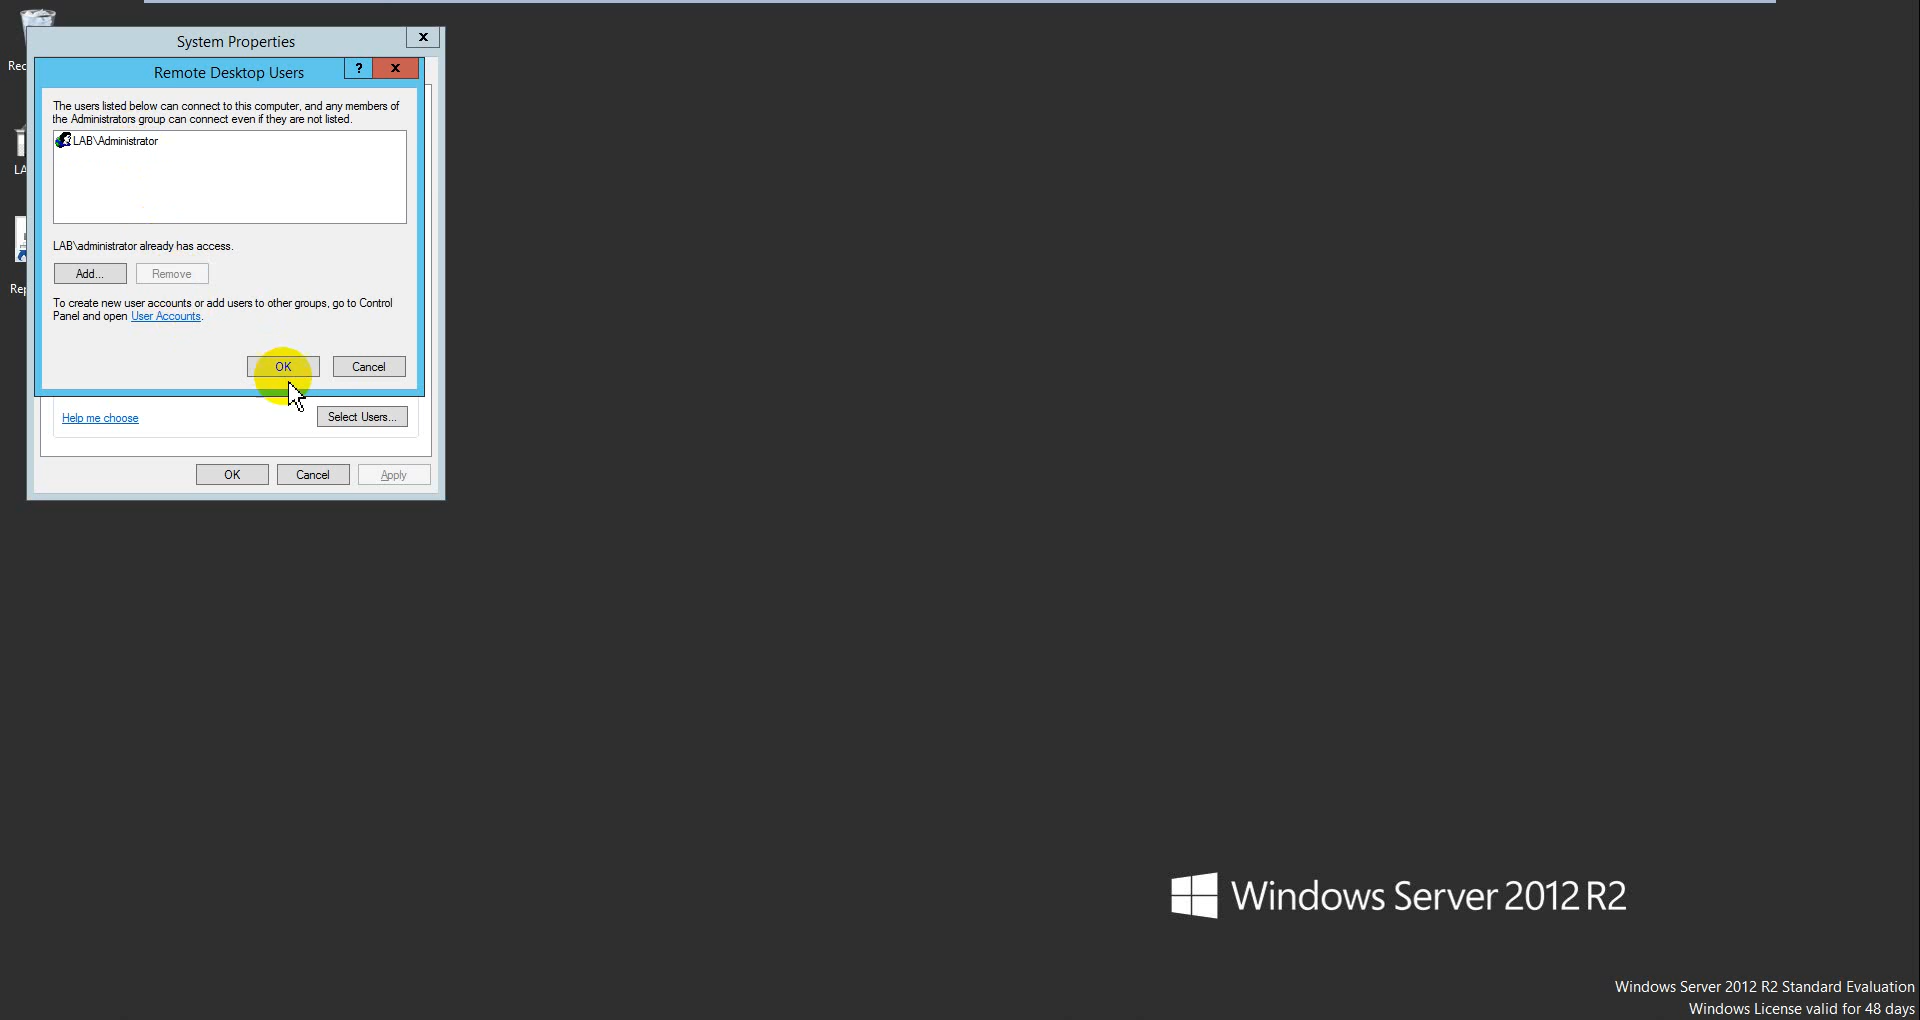 System Properties
x
Remote Desktop Users
?
x
The users listed below can connect to this computer, and any members of
the Administrators group can connect even if they are not listed.
LAB\Administrator
LAB\administrator already has access.
Add...
Remove
To create new user accounts or add users to other groups, go to Control
Panel and open User Accounts.
OK
Cancel
Help me choose
Select Users...
OK
Cancel
Apply
Rec
LA
Rep
Windows Server 2012 R2
Windows Server 2012 R2 Standard Evaluation
Windows License valid for 48 days